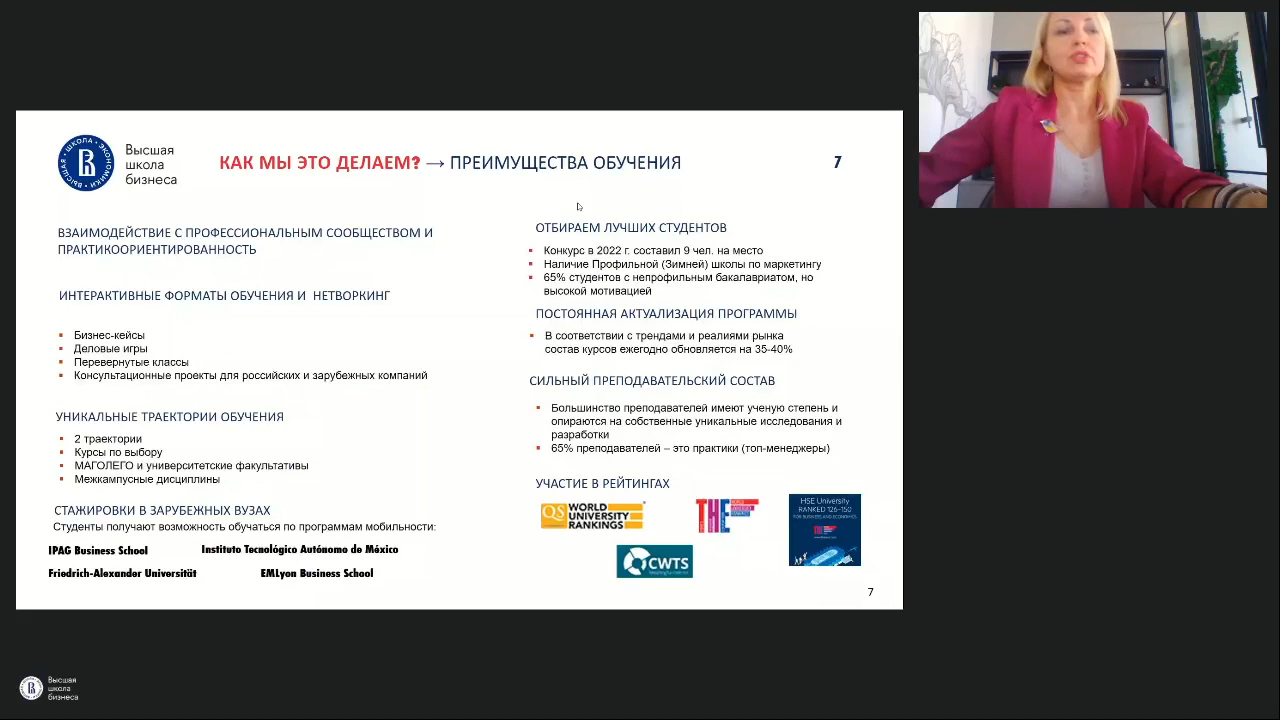 ВЫСШАЯ ШКОЛА ЭКОНОМИКИ
Высшая
школа
бизнеса
КАК МЫ ЭТО ДЕЛАЕМ? → ПРЕИМУЩЕСТВА ОБУЧЕНИЯ
7
ВЗАИМОДЕЙСТВИЕ С ПРОФЕССИОНАЛЬНЫМ СООБЩЕСТВОМ И
ПРАКТИКООРИЕНТИРОВАННОСТЬ
ИНТЕРАКТИВНЫЕ ФОРМАТЫ ОБУЧЕНИЯ И НЕТВОРКИНГ
Бизнес-кейсы
Деловые игры
Перевернутые классы
Консультационные проекты для российских и зарубежных компаний
УНИКАЛЬНЫЕ ТРАЕКТОРИИ ОБУЧЕНИЯ
2 траектории
Курсы по выбору
МАГОЛЕГО и университетские факультативы
Межкампусные дисциплины
СТАЖИРОВКИ В ЗАРУБЕЖНЫХ ВУЗАХ
Студенты получают возможность обучаться по программам мобильности:
IPAG Business School
Instituto Tecnológico Autónomo de México
Friedrich-Alexander Universität
EMLyon Business School
ОТБИРАЕМ ЛУЧШИХ СТУДЕНТОВ
Конкурс в 2022 г. составил 9 чел. на место
Наличие Профильной (Зимней) школы по маркетингу
65% студентов с непрофильным бакалавриатом, но
высокой мотивацией
ПОСТОЯННАЯ АКТУАЛИЗАЦИЯ ПРОГРАММЫ
В соответствии с трендами и реалиями рынка
состав курсов ежегодно обновляется на 35-40%
СИЛЬНЫЙ ПРЕПОДАВАТЕЛЬСКИЙ СОСТАВ
Большинство преподавателей имеют ученую степень и
опираются на собственные уникальные исследования и
разработки
65% преподавателей – это практики (топ-менеджеры)
УЧАСТИЕ В РЕЙТИНГАХ
QS WORLD
UNIVERSITY
RANKINGS
THE
HSE University
RANKED 126-150
FOR BUSINESS AND ECONOMICS
CWTS
7
Высшая
школа
бизнеса